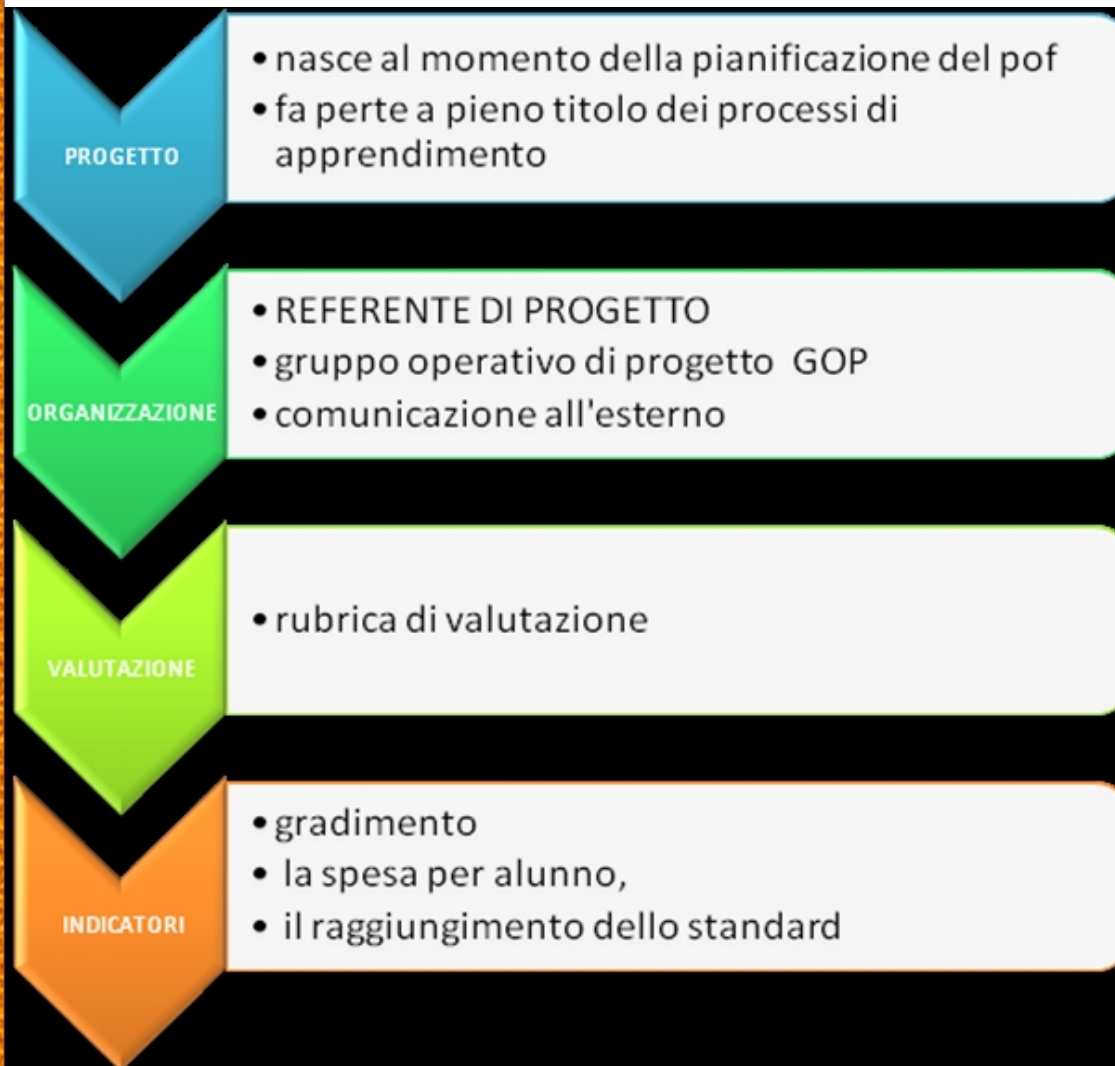 PROGETTO
• nasce al momento della pianificazione del pof
• fa perte a pieno titolo dei processi di
apprendimento
ORGANIZZAZIONE
• REFERENTE DI PROGETTO
• gruppo operativo di progetto GOP
• comunicazione all'esterno
VALUTAZIONE
• rubrica di valutazione
INDICATORI
• gradimento
• la spesa per alunno,
• il raggiungimento dello standard